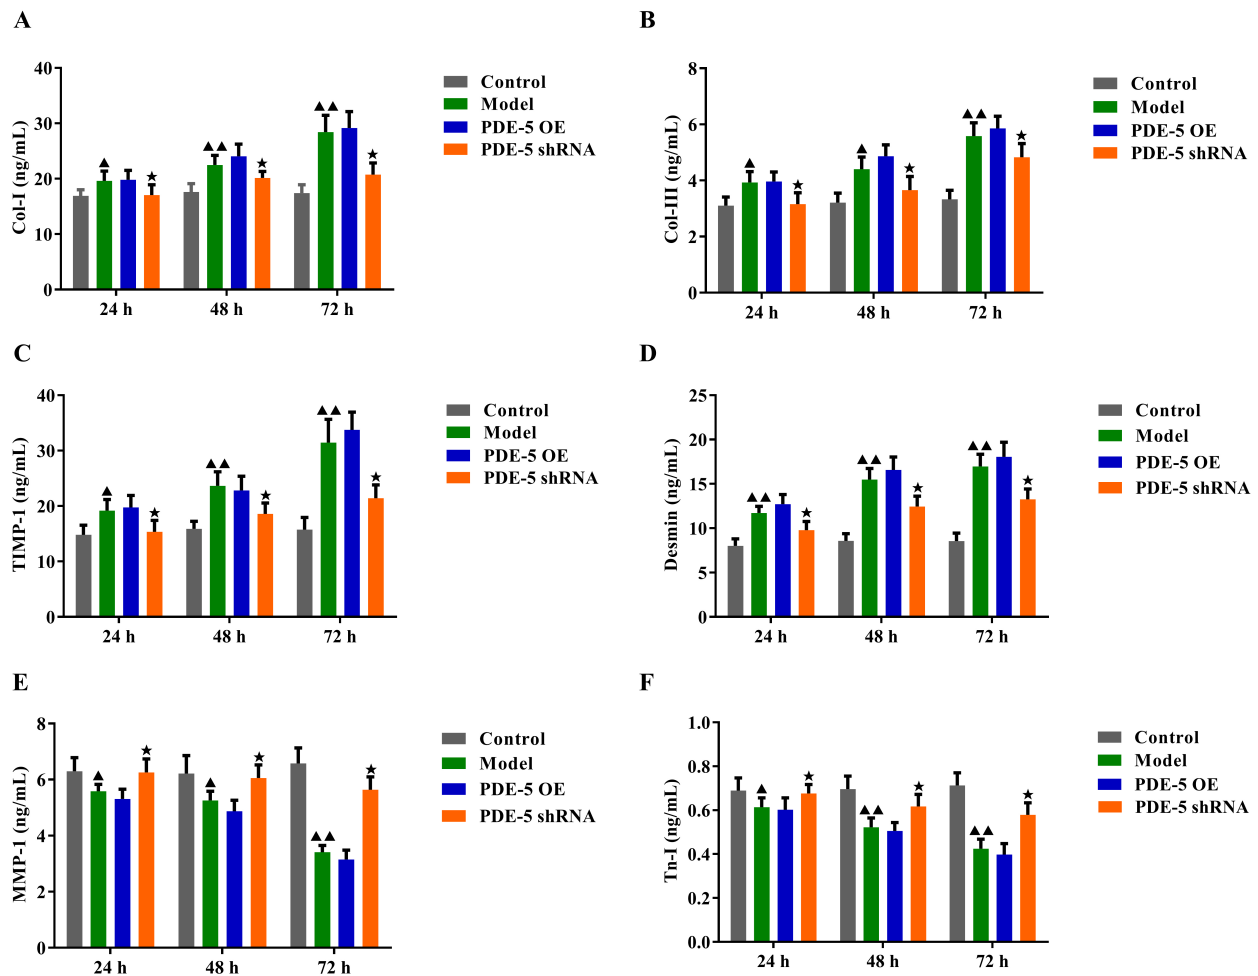 A
Col-I (ng/mL)
40
30
20
10
0
24 h 48 h 72 h
Control
Model
PDE-5 OE
PDE-5 shRNA
B
Col-III (ng/mL)
8
6
4
2
0
24 h 48 h 72 h
Control
Model
PDE-5 OE
PDE-5 shRNA
C
TIMP-1 (ng/mL)
40
30
20
10
0
24 h 48 h 72 h
Control
Model
PDE-5 OE
PDE-5 shRNA
D
Desmin (ng/mL)
25
20
15
10
5
0
24 h 48 h 72 h
Control
Model
PDE-5 OE
PDE-5 shRNA
E
MMP-1 (ng/mL)
8
6
4
2
0
24 h 48 h 72 h
Control
Model
PDE-5 OE
PDE-5 shRNA
F
Tn-I (ng/mL)
1.0
0.8
0.6
0.4
0.2
0.0
24 h 48 h 72 h
Control
Model
PDE-5 OE
PDE-5 shRNA